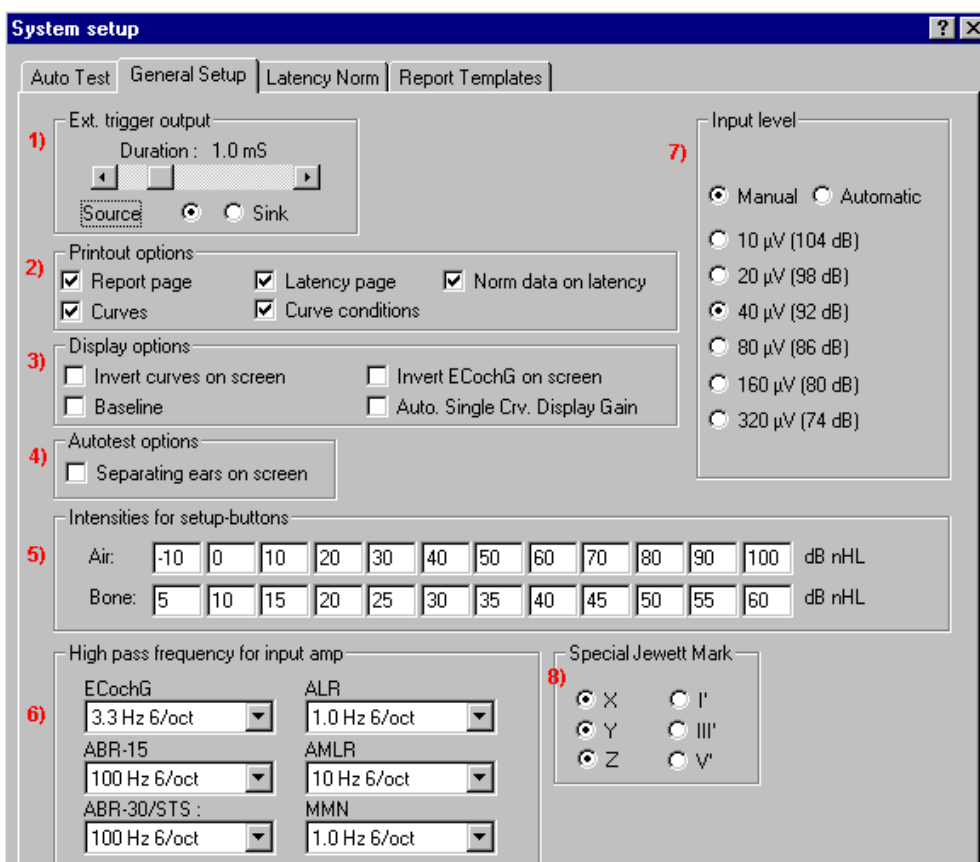 System setup
Auto Test General Setup Latency Norm Report Templates
1) Ext. trigger output
Duration : 1.0 mS
Source Sink
2) Printout options
Report page Latency page Norm data on latency
Curves Curve conditions
3) Display options
Invert curves on screen Invert ECochG on screen
Baseline Auto. Single Crv. Display Gain
4) Autotest options
Separating ears on screen
7) Input level
Manual Automatic
10 µV (104 dB)
20 µV (98 dB)
40 µV (92 dB)
80 µV (86 dB)
160 µV (80 dB)
320 µV (74 dB)
5) Intensities for setup-buttons
Air: -10 0 10 20 30 40 50 60 70 80 90 100 dB nHL
Bone: 5 10 15 20 25 30 35 40 45 50 55 60 dB nHL
6) High pass frequency for input amp
ECochG ALR
3.3 Hz 6/oct 1.0 Hz 6/oct
ABR-15 AMLR
100 Hz 6/oct 10 Hz 6/oct
ABR-30/STS : MMN
100 Hz 6/oct 1.0 Hz 6/oct
8) Special Jewett Mark
X I'
Y III'
Z V'